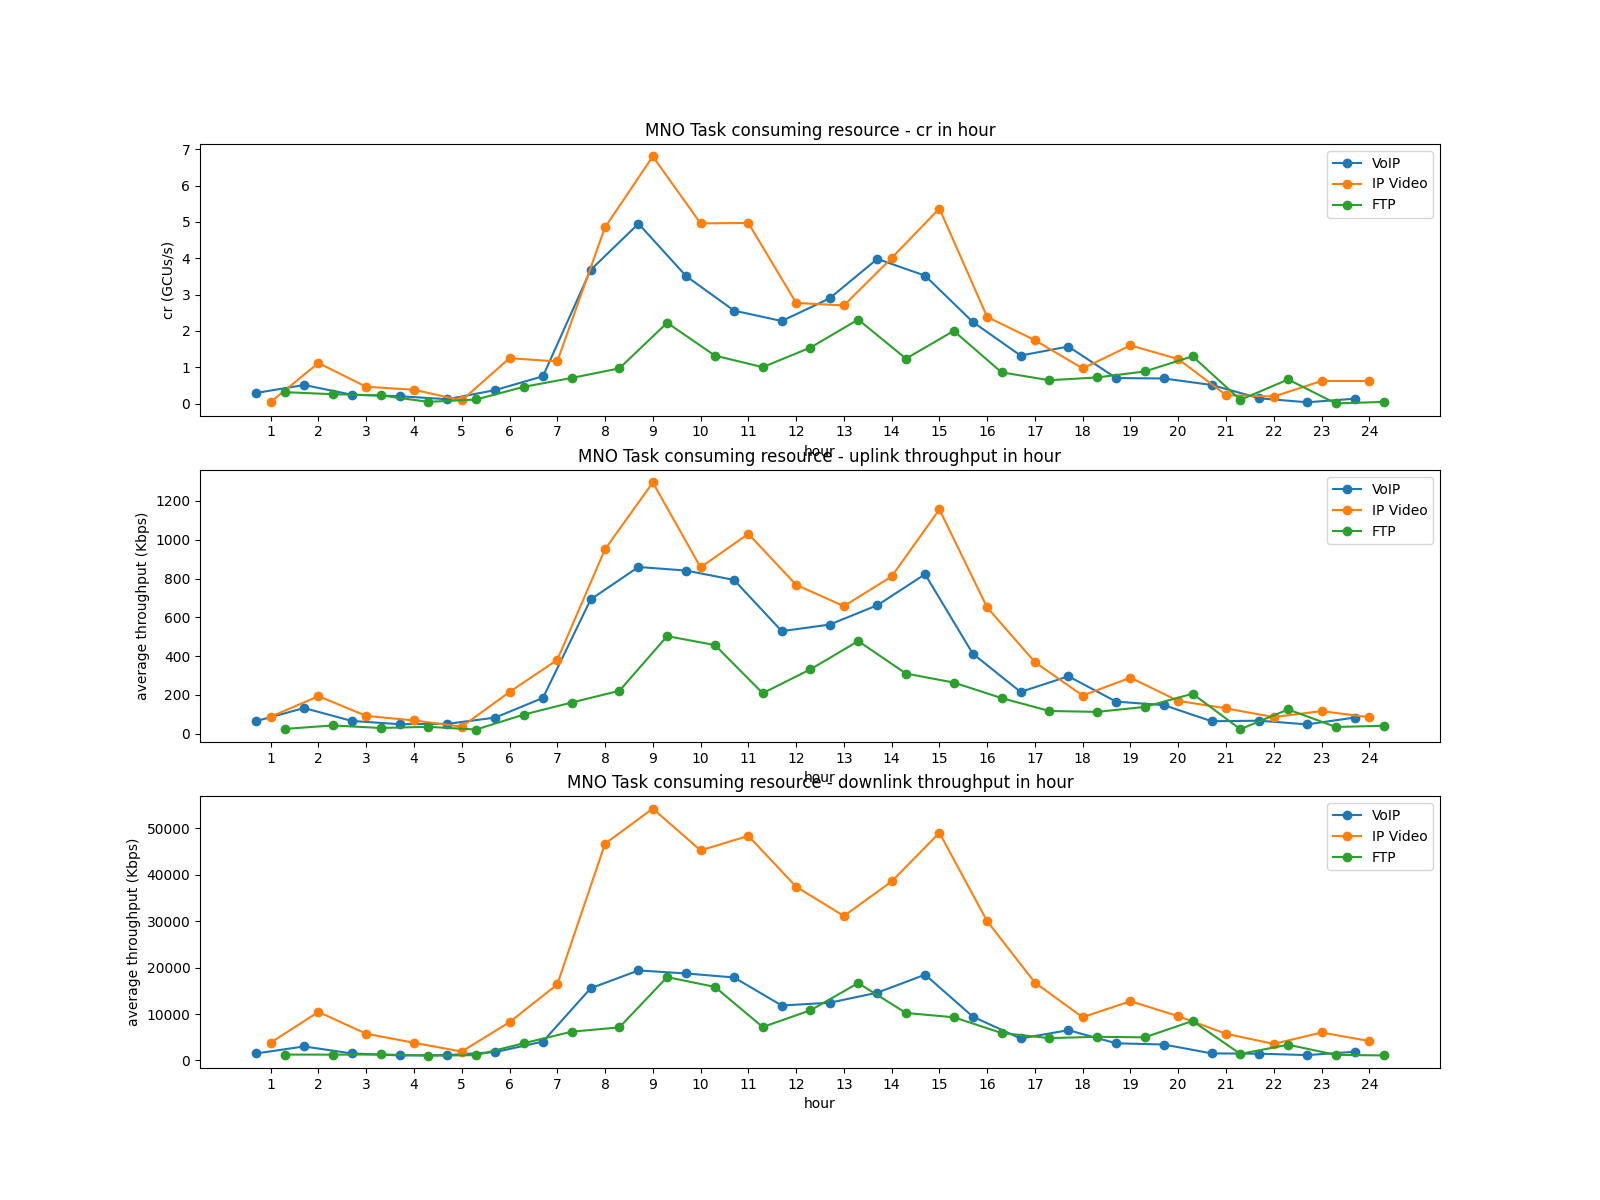 MNO Task consuming resource - cr in hour
7
6
5
4
3
2
1
0
cr (GCUs/s)
VoIP
IP Video
FTP
1 2 3 4 5 6 7 8 9 10 11 12 13 14 15 16 17 18 19 20 21 22 23 24
hour
MNO Task consuming resource - uplink throughput in hour
1200
1000
800
600
400
200
0
average throughput (Kbps)
VoIP
IP Video
FTP
1 2 3 4 5 6 7 8 9 10 11 12 13 14 15 16 17 18 19 20 21 22 23 24
hour
MNO Task consuming resource - downlink throughput in hour
50000
40000
30000
20000
10000
0
average throughput (Kbps)
VoIP
IP Video
FTP
1 2 3 4 5 6 7 8 9 10 11 12 13 14 15 16 17 18 19 20 21 22 23 24
hour